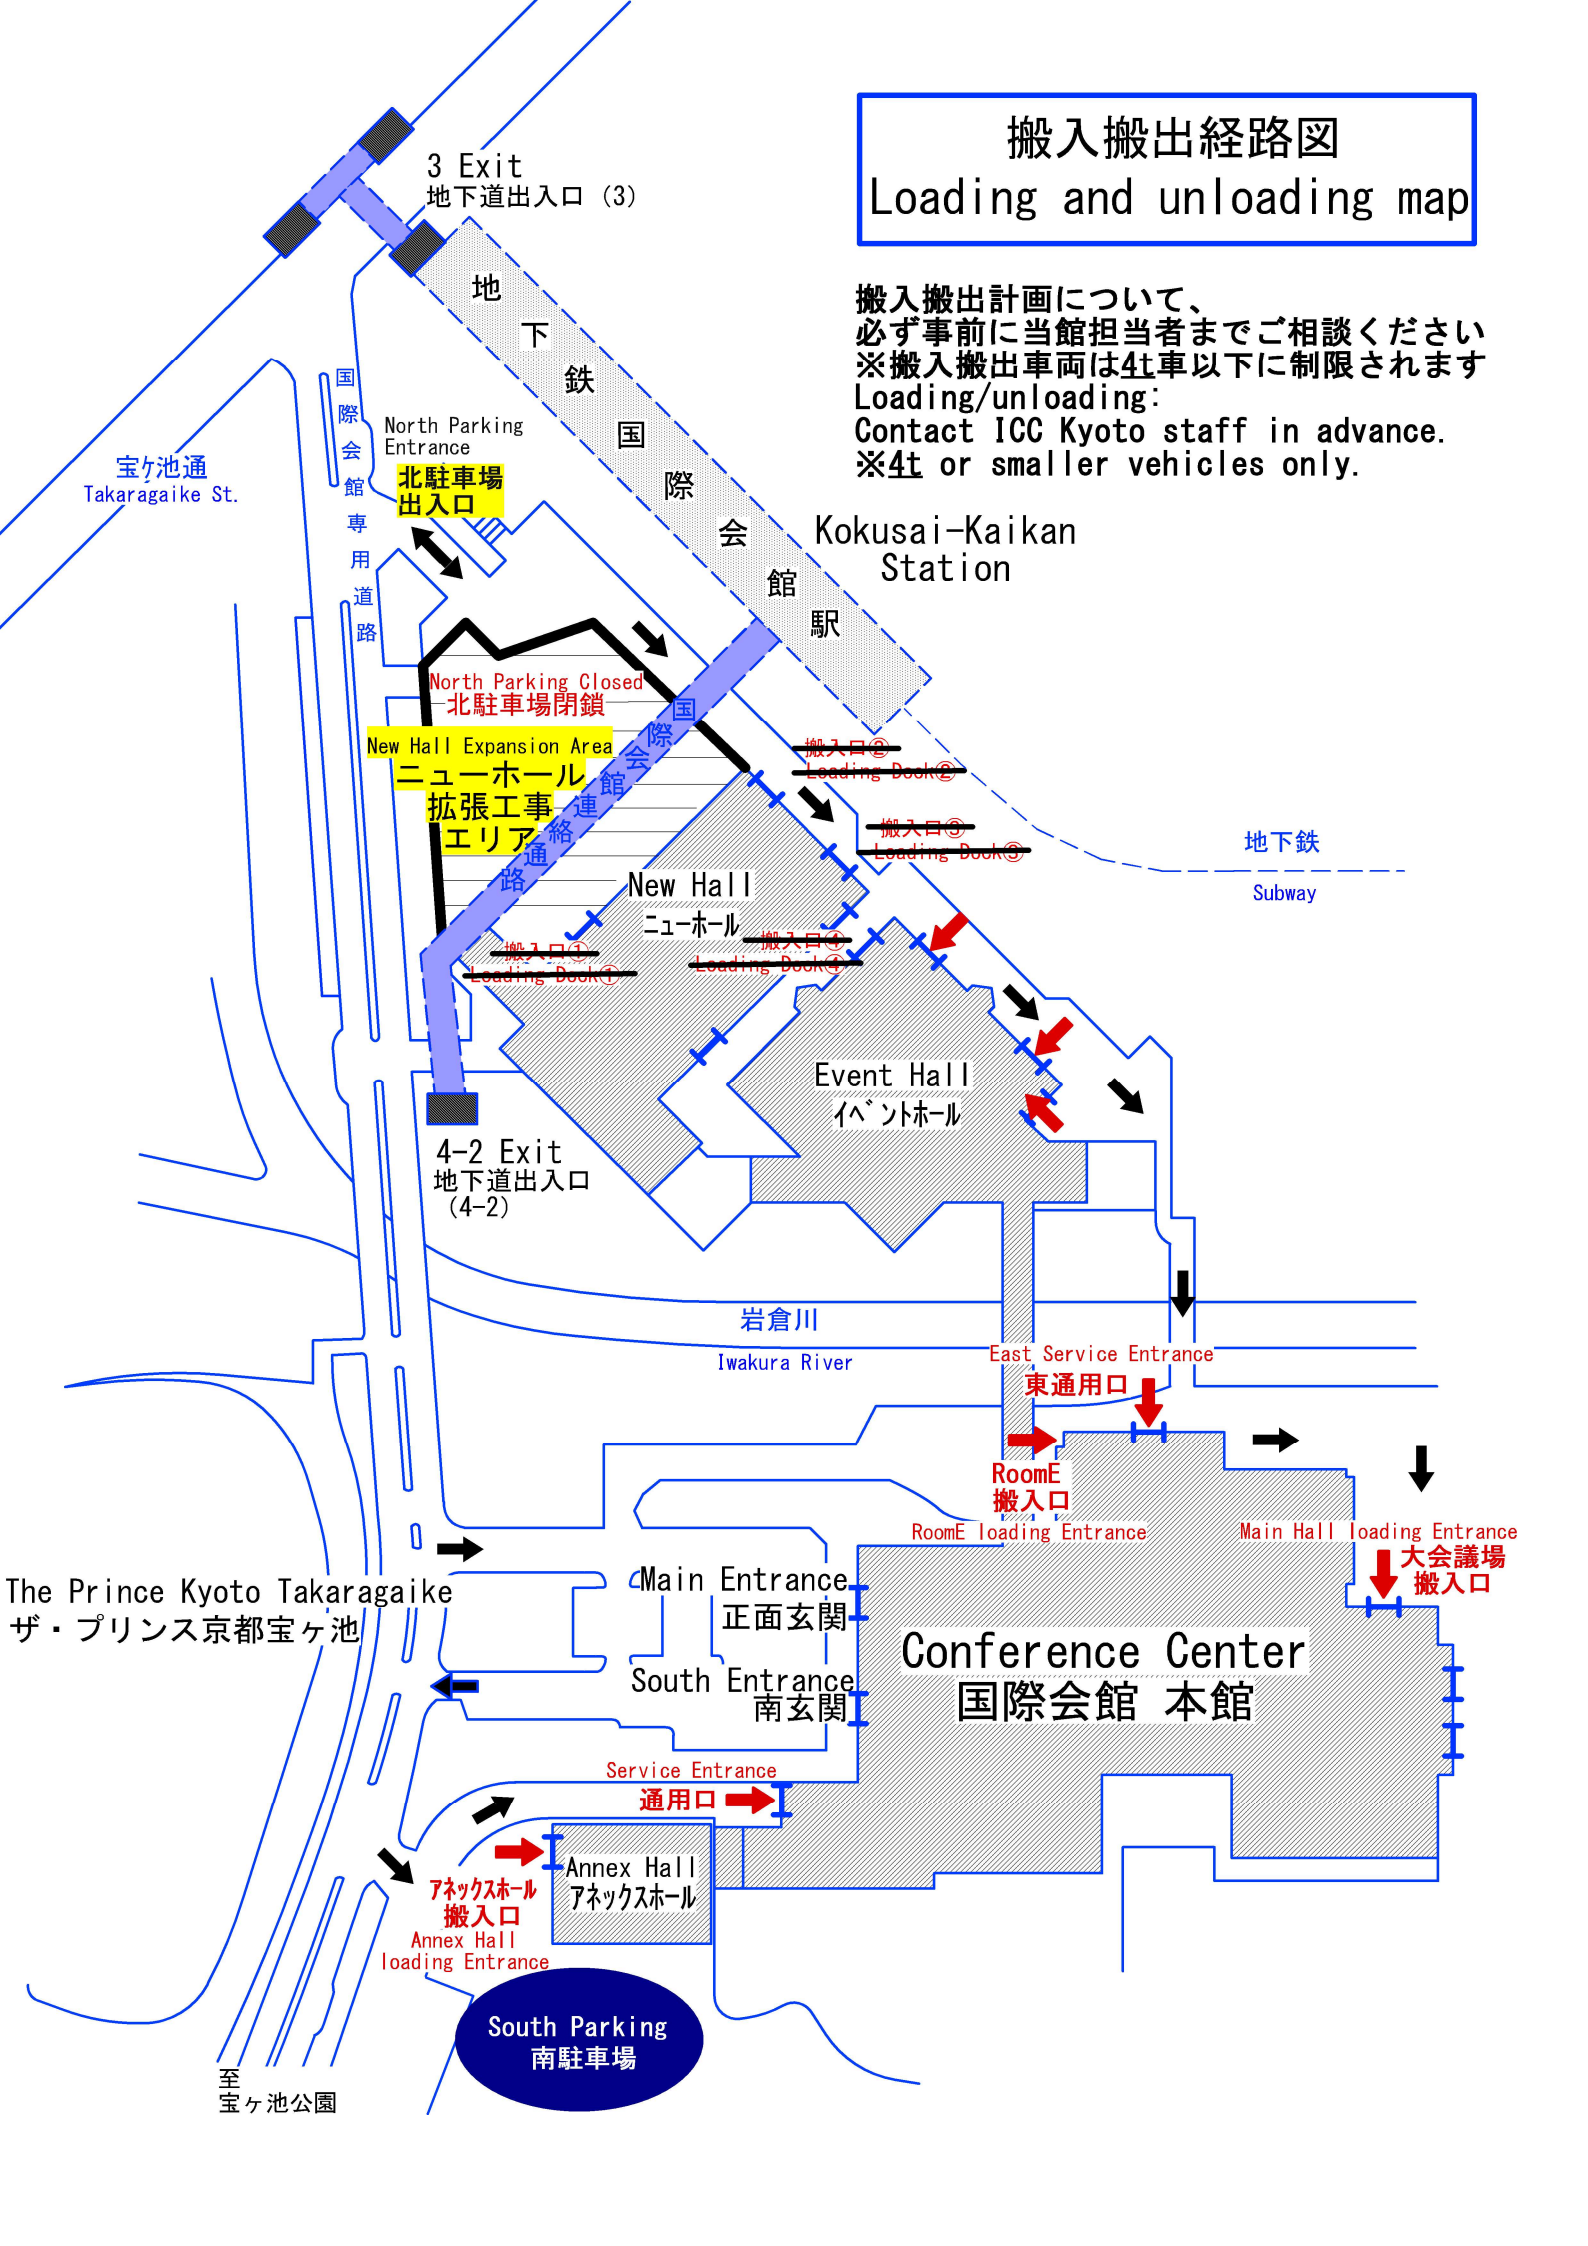 搬入搬出経路図
Loading and unloading map
搬入搬出計画について、
必ず事前に当館担当者までご相談ください
※搬入搬出車両は4t車以下に制限されます
Loading/unloading:
Contact ICC Kyoto staff in advance.
※4t or smaller vehicles only.
3 Exit
地下道出入口 (3)
地下鉄国際会館駅
Kokusai-Kaikan
Station
国際会館専用道路
North Parking
Entrance
北駐車場
出入口
宝ヶ池通
Takaragaike St.
North Parking Closed
北駐車場閉鎖
New Hall Expansion Area
ニューホール
拡張工事
エリア
国際会館連絡通路
搬入口②
Loading Dock②
搬入口③
Loading Dock③
地下鉄
Subway
New Hall
ニューホール
搬入口④
Loading Dock④
搬入口①
Loading Dock①
Event Hall
イベントホール
4-2 Exit
地下道出入口
(4-2)
岩倉川
Iwakura River
East Service Entrance
東通用口
RoomE
搬入口
RoomE loading Entrance
Main Hall loading Entrance
大会議場
搬入口
The Prince Kyoto Takaragaike
ザ・プリンス京都宝ヶ池
Main Entrance
正面玄関
South Entrance
南玄関
Conference Center
国際会館 本館
Service Entrance
通用口
Annex Hall
アネックスホール
アネックスホール
搬入口
Annex Hall
loading Entrance
South Parking
南駐車場
至
宝ヶ池公園